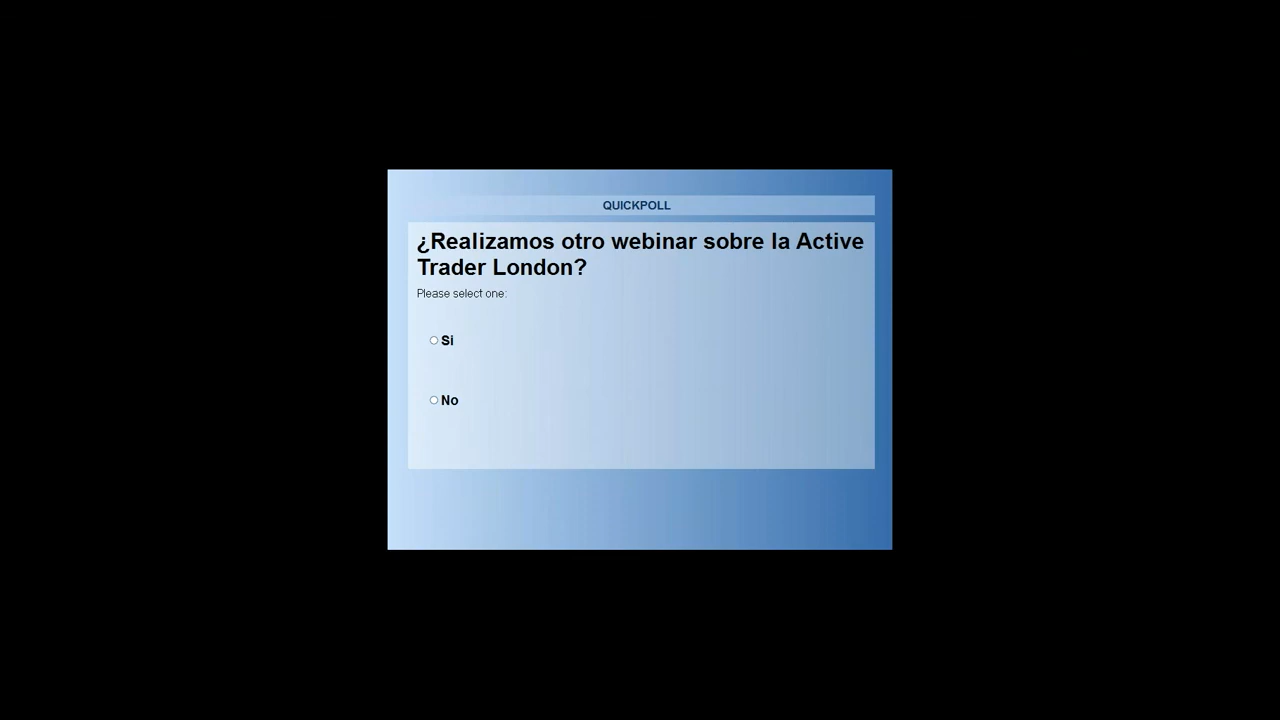 QUICKPOLL
¿Realizamos otro webinar sobre la Active
Trader London?
Please select one:
Si
No